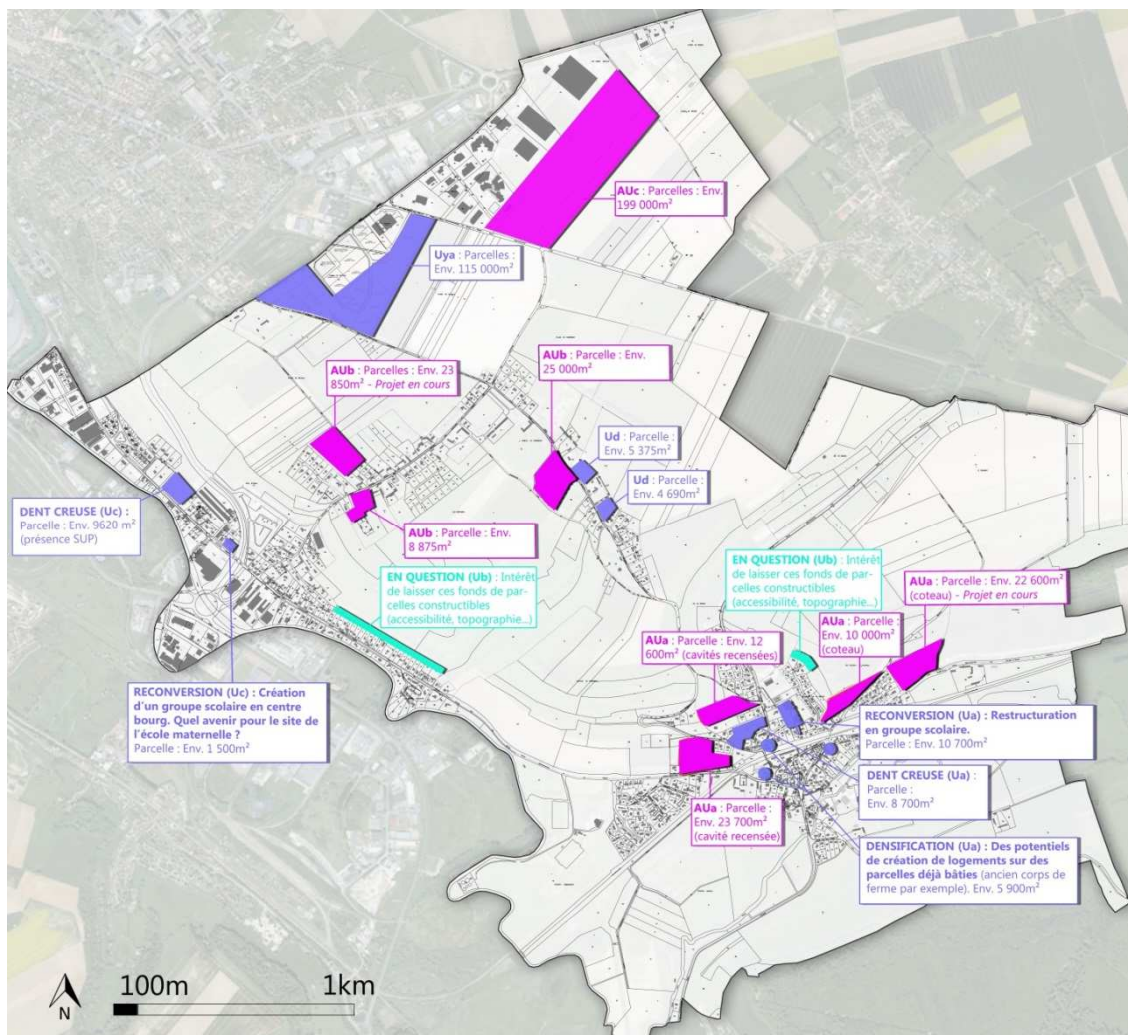 AUc : Parcelles : Env.
199 000m²
Uya : Parcelles :
Env. 115 000m²
AUb : Parcelles : Env. 23
850m² - Projet en cours
AUb : Parcelle : Env.
25 000m²
Ud : Parcelle :
Env. 5 375m²
Ud : Parcelle :
Env. 4 690m²
DENT CREUSE (Uc) :
Parcelle : Env. 9620 m²
(présence SUP)
AUb : Parcelle : Env.
8 875m²
EN QUESTION (Ub) : Intérêt
de laisser ces fonds de par-
celles constructibles
(accessibilité, topographie...)
EN QUESTION (Ub) : Intérêt
de laisser ces fonds de par-
celles constructibles
(accessibilité, topographie...)
AUa : Parcelle : Env. 22 600m²
(coteau) - Projet en cours
AUa : Parcelle :
Env. 10 000m²
(coteau)
AUa : Parcelle : Env. 12
600m² (cavités recensées)
RECONVERSION (Uc) : Création
d'un groupe scolaire en centre
bourg. Quel avenir pour le site de
l'école maternelle ?
Parcelle : Env. 1 500m²
RECONVERSION (Ua) : Restructuration
en groupe scolaire.
Parcelle : Env. 10 700m²
DENT CREUSE (Ua) :
Parcelle :
Env. 8 700m²
AUa : Parcelle :
Env. 23 700m²
(cavité recensée)
DENSIFICATION (Ua) : Des potentiels
de création de logements sur des
parcelles déjà bâties (ancien corps de
ferme par exemple). Env. 5 900m²
100m 1km
N